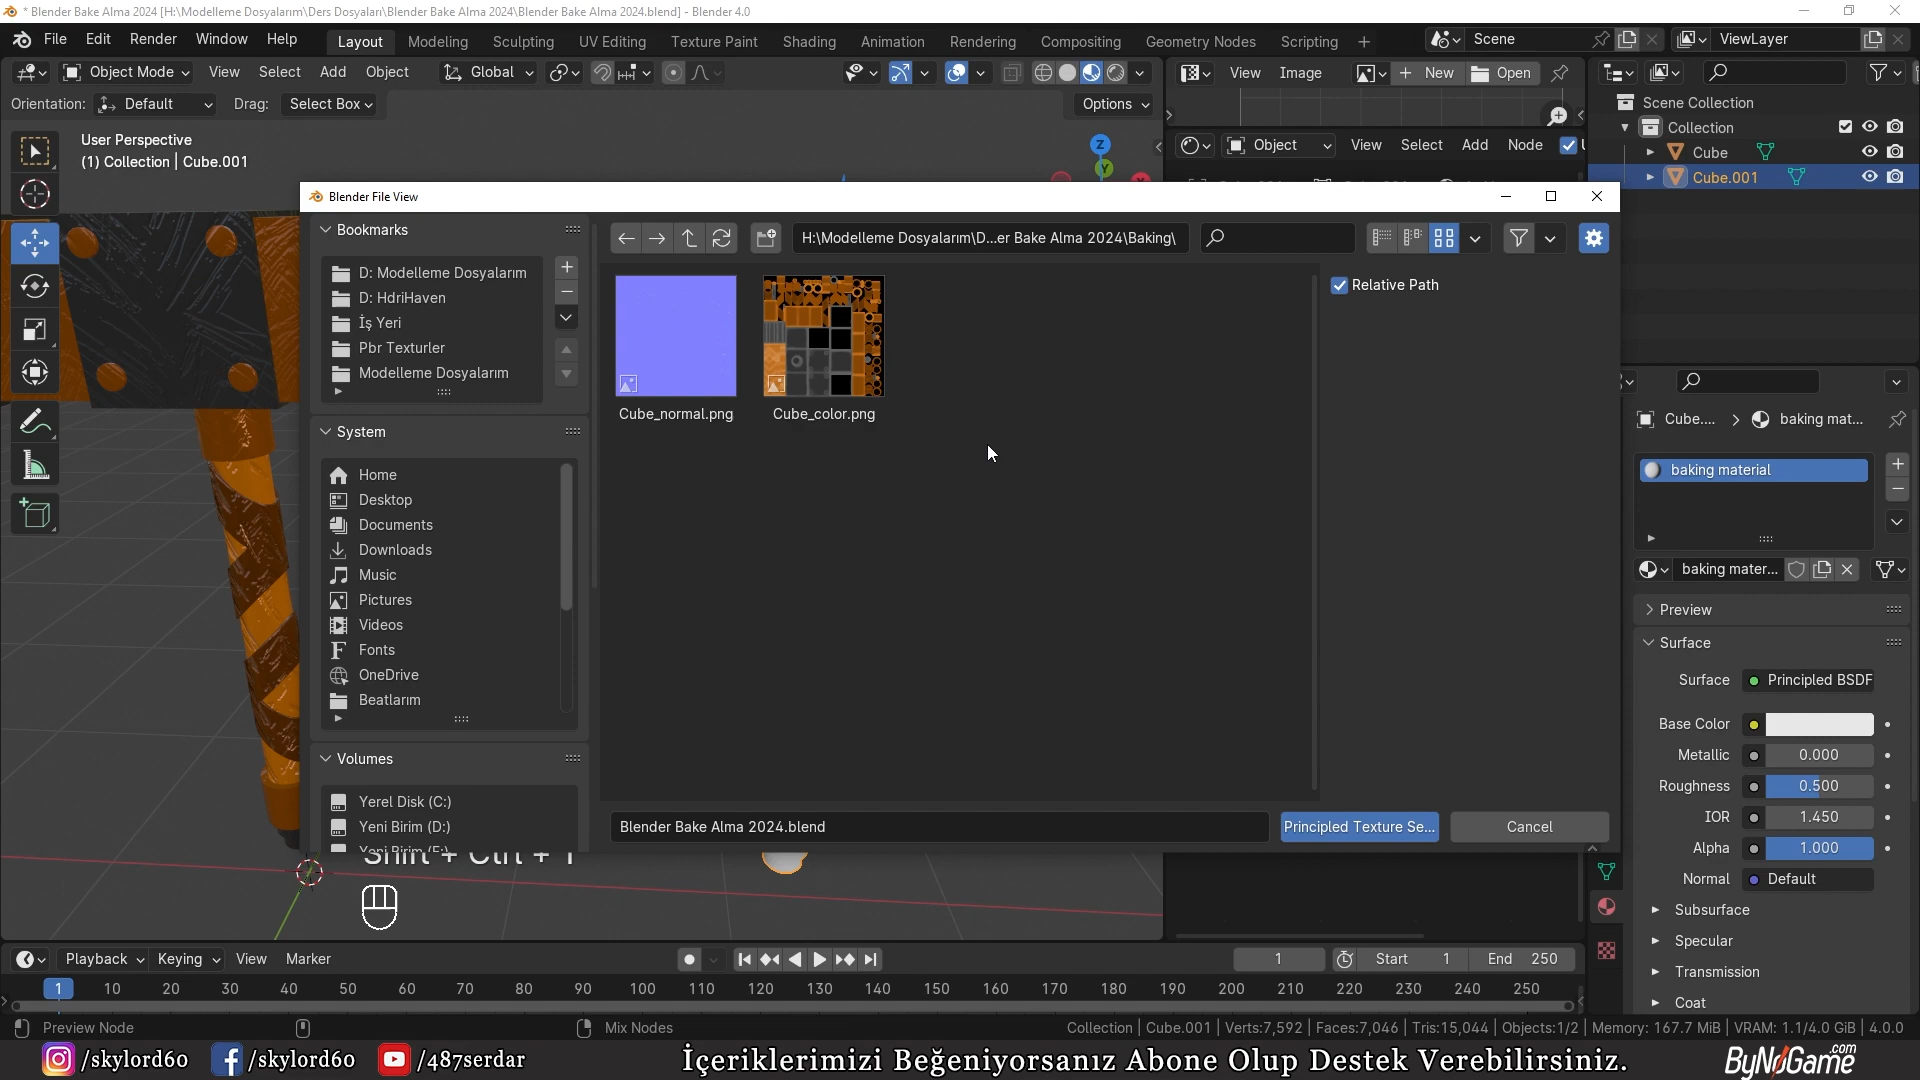 * Blender Bake Alma 2024 [H:\Modelleme Dosyalarım\Ders Dosyaları\Blender Bake Alma 2024\Blender Bake Alma 2024.blend] - Blender 4.0
File Edit Render Window Help Layout Modeling Sculpting UV Editing Texture Paint Shading Animation Rendering Compositing Geometry Nodes Scripting + Scene ViewLayer
Object Mode View Select Add Object Global View Image New Open
Orientation: Default Drag: Select Box Options
Scene Collection
Collection
Cube
Cube.001
User Perspective
(1) Collection | Cube.001
Z
Y
Object View Select Add Node
Blender File View
Bookmarks
D: Modelleme Dosyalarım
D: HdriHaven
İş Yeri
Pbr Texturler
Modelleme Dosyalarım
System
Home
Desktop
Documents
Downloads
Music
Pictures
Videos
Fonts
OneDrive
Beatlarım
Volumes
Yerel Disk (C:)
Yeni Birim (D:)
H:\Modelleme Dosyalarım\D...er Bake Alma 2024\Baking\
Cube_normal.png
Cube_color.png
Relative Path
Blender Bake Alma 2024.blend
Principled Texture Se...
Cancel
Shift + Ctrl + T
Cube.... > baking mat...
baking material
baking mater...
Preview
Surface
Surface Principled BSDF
Base Color
Metallic 0.000
Roughness 0.500
IOR 1.450
Alpha 1.000
Normal Default
Subsurface
Specular
Transmission
Coat
Playback Keying View Marker 1 Start 1 End 250
1 10 20 30 40 50 60 70 80 90 100 110 120 130 140 150 160 170 180 190 200 210 220 230 240 250
Preview Node Mix Nodes Collection | Cube.001 | Verts:7,592 | Faces:7,046 | Tris:15,044 | Objects:1/2 | Memory: 167.7 MiB | VRAM: 1.1/4.0 GiB | 4.0.0
/skylord60 /skylord60 /487serdar İçeriklerimizi Beğeniyorsanız Abone Olup Destek Verebilirsiniz. ByNoGame.com